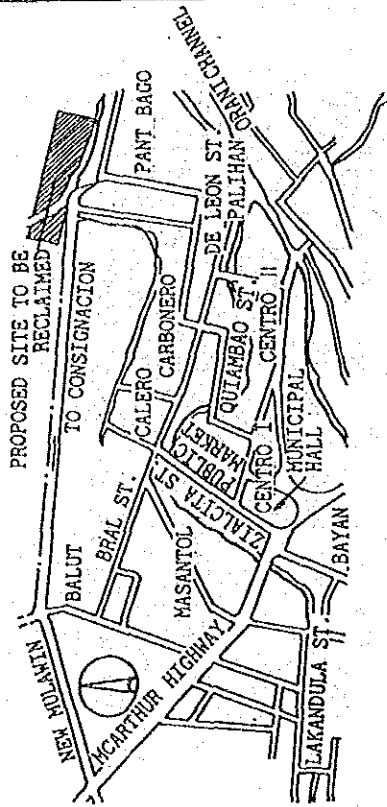 PROPOSED SITE TO BE
RECLAIMED
PANT BAGO
ORANI CHANNEL
TO CONSIGNACION
DE LEON ST.
PALIHAN
CARBONERO
CALERO
QUIAMBAO ST.
CENTRO II
BALUT
BRAL ST.
PUBLIC
MARKET
CENTRO I
ZIALCITA ST.
MUNICIPAL
HALL
NEW MULAWIN
MASANTOL
MCARTHUR HIGHWAY
BAYAN
LAKANDULA ST.